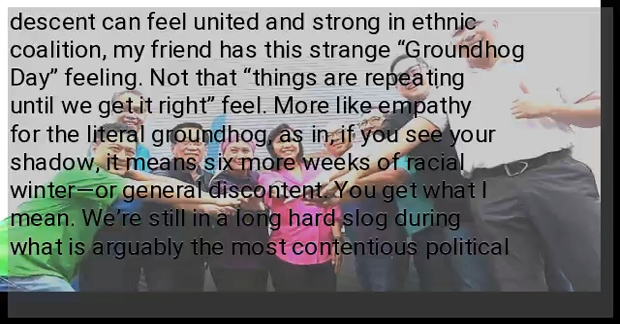 descent can feel united and strong in ethnic
coalition, my friend has this strange “Groundhog
Day” feeling. Not that “things are repeating
until we get it right” feel. More like empathy
for the literal groundhog, as in, if you see your
shadow, it means six more weeks of racial
winter—or general discontent. You get what I
mean. We’re still in a long hard slog during
what is arguably the most contentious political